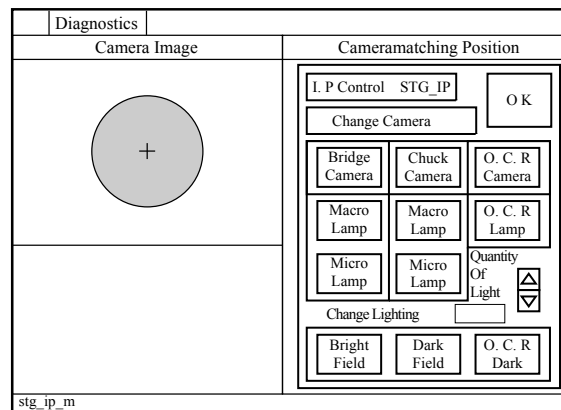 Diagnostics
Camera Image
Cameramatching Position
I. P Control STG_IP
O K
Change Camera
Bridge
Camera
Chuck
Camera
O. C. R
Camera
Macro
Lamp
Macro
Lamp
O. C. R
Lamp
Micro
Lamp
Micro
Lamp
Quantity
Of
Light
Change Lighting
Bright
Field
Dark
Field
O. C. R
Dark
stg_ip_m